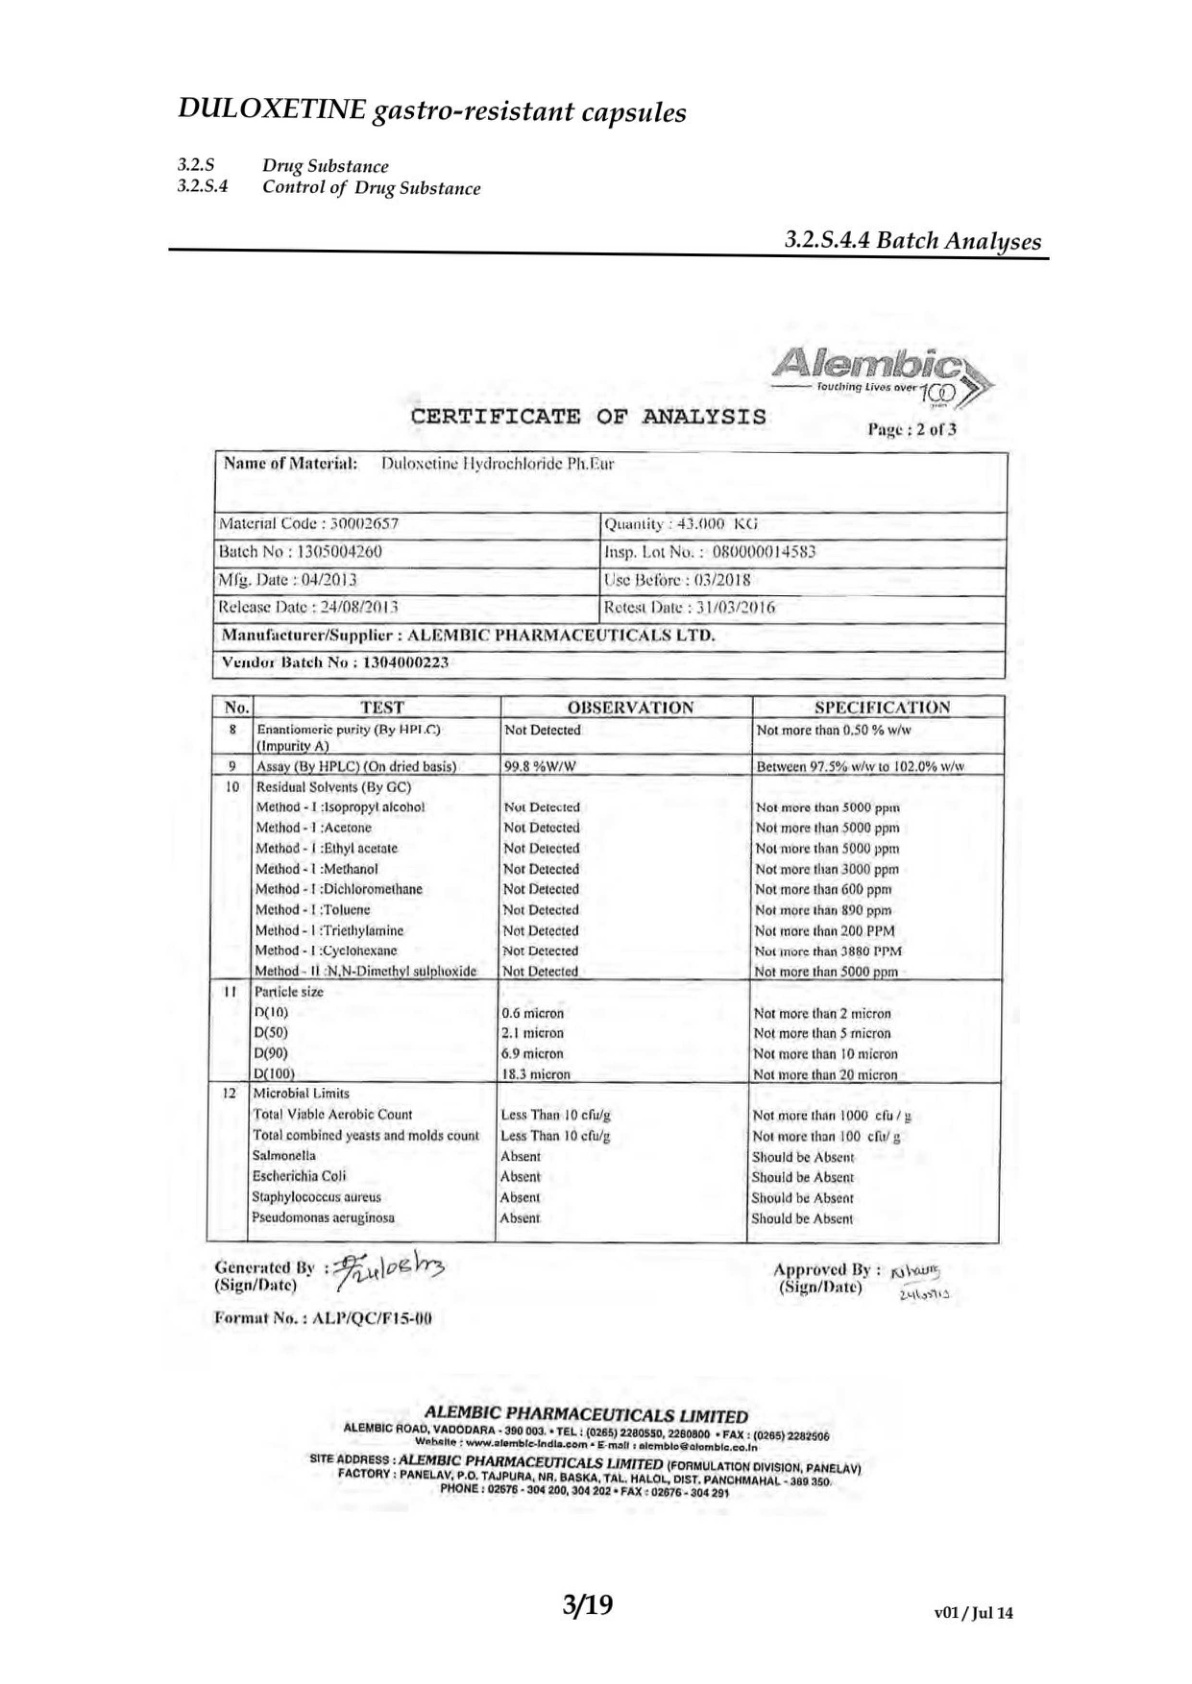 DULOXETINE gastro-resistant capsules
3.2.S Drug Substance
3.2.S.4 Control of Drug Substance
3.2.S.4.4 Batch Analyses
Alembic
Touching Lives over 100
CERTIFICATE OF ANALYSIS
Page : 2 of 3
Name of Material: Duloxetine Hydrochloride Ph.Eur
Material Code : 30002657 Quantity : 43.000 KG
Batch No : 1305004260 Insp. Lot No. : 080000014583
Mfg. Date : 04/2013 Use Before : 03/2018
Release Date : 24/08/2013 Retest Date : 31/03/2016
Manufacturer/Supplier : ALEMBIC PHARMACEUTICALS LTD.
Vendor Batch No : 1304000223
No. TEST OBSERVATION SPECIFICATION
8 Enantiomeric purity (By HPLC) Not Detected Not more than 0.50 % w/w
(Impurity A)
9 Assay (By HPLC) (On dried basis) 99.8 %W/W Between 97.5% w/w to 102.0% w/w
10 Residual Solvents (By GC)
Method - I :Isopropyl alcohol Not Detected Not more than 5000 ppm
Method - I :Acetone Not Detected Not more than 5000 ppm
Method - I :Ethyl acetate Not Detected Not more than 5000 ppm
Method - I :Methanol Not Detected Not more than 3000 ppm
Method - I :Dichloromethane Not Detected Not more than 600 ppm
Method - I :Toluene Not Detected Not more than 890 ppm
Method - I :Triethylamine Not Detected Not more than 200 PPM
Method - I :Cyclohexane Not Detected Not more than 3880 PPM
Method - II :N,N-Dimethyl sulphoxide Not Detected Not more than 5000 ppm
11 Particle size
D(10) 0.6 micron Not more than 2 micron
D(50) 2.1 micron Not more than 5 micron
D(90) 6.9 micron Not more than 10 micron
D(100) 18.3 micron Not more than 20 micron
12 Microbial Limits
Total Viable Aerobic Count Less Than 10 cfu/g Not more than 1000 cfu / g
Total combined yeasts and molds count Less Than 10 cfu/g Not more than 100 cfu/ g
Salmonella Absent Should be Absent
Escherichia Coli Absent Should be Absent
Staphylococcus aureus Absent Should be Absent
Pseudomonas aeruginosa Absent Should be Absent
Generated By : Approved By :
(Sign/Date) (Sign/Date)
Format No. : ALP/QC/F15-00
ALEMBIC PHARMACEUTICALS LIMITED
ALEMBIC ROAD, VADODARA - 390 003. • TEL : (0265) 2280550, 2280800 • FAX : (0265) 2282506
Website : www.alembic-india.com • E-mail : alembic@alembic.co.in
SITE ADDRESS : ALEMBIC PHARMACEUTICALS LIMITED (FORMULATION DIVISION, PANELAV)
FACTORY : PANELAV, P.O. TAJPURA, NR. BASKA, TAL. HALOL, DIST. PANCHMAHAL - 389 350.
PHONE : 02676 - 304 200, 304 202 • FAX : 02676 - 304 291
3/19
v01 / Jul 14